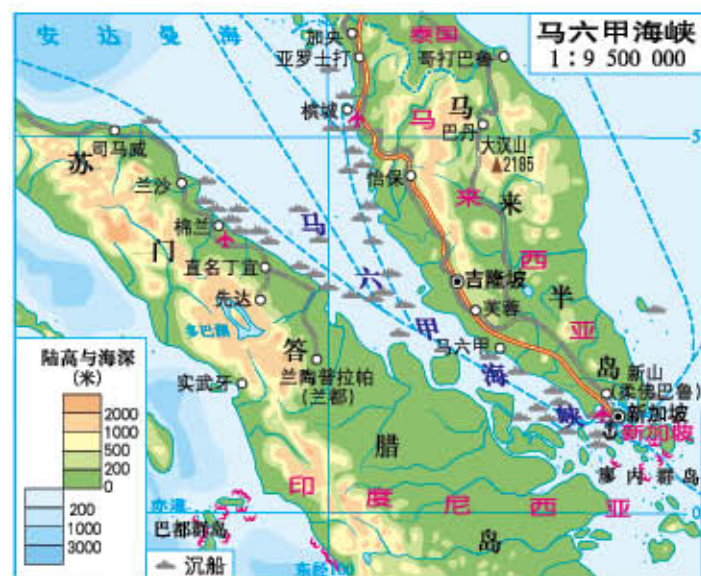 马六甲海峡
1:9 500 000
安达曼海
加央
泰国
亚罗士打
哥打巴鲁
槟城
马来西亚
马来半岛
巴丹
大汉山
2185
5
司马威
兰沙
怡保
棉兰
马六甲海峡
直名丁宜
先达
多巴湖
吉隆坡
芙蓉
马六甲
苏门答腊岛
兰陶普拉帕
(兰都)
实武牙
新山
(柔佛巴鲁)
新加坡
新加坡
廖内群岛
印度尼西亚
赤道
0
巴都群岛
东经100
陆高与海深
(米)
2000
1000
500
200
0
200
1000
3000
沉船